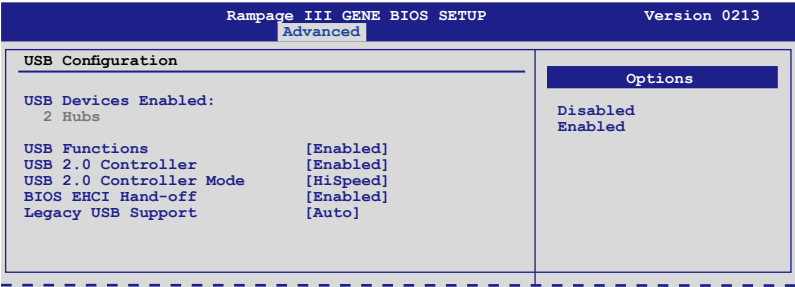 Rampage III GENE BIOS SETUP Version 0213
Advanced
USB Configuration
Options
USB Devices Enabled:
2 Hubs
Disabled
Enabled
USB Functions [Enabled]
USB 2.0 Controller [Enabled]
USB 2.0 Controller Mode [HiSpeed]
BIOS EHCI Hand-off [Enabled]
Legacy USB Support [Auto]